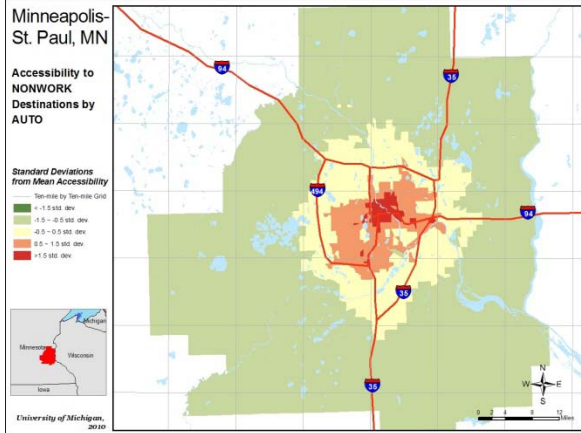 Minneapolis-
St. Paul, MN
Accessibility to
NONWORK
Destinations by
AUTO
Standard Deviations
from Mean Accessibility
Ten-mile by Ten-mile Grid
< -1.5 std. dev.
-1.5 ~ -0.5 std. dev.
-0.5 ~ 0.5 std. dev.
0.5 ~ 1.5 std. dev.
>1.5 std. dev.
Michigan
Minnesota
Wisconsin
Iowa
University of Michigan,
2010
94
35
494
94
35
35
N
W E
S
0 2 4 8 12
Miles